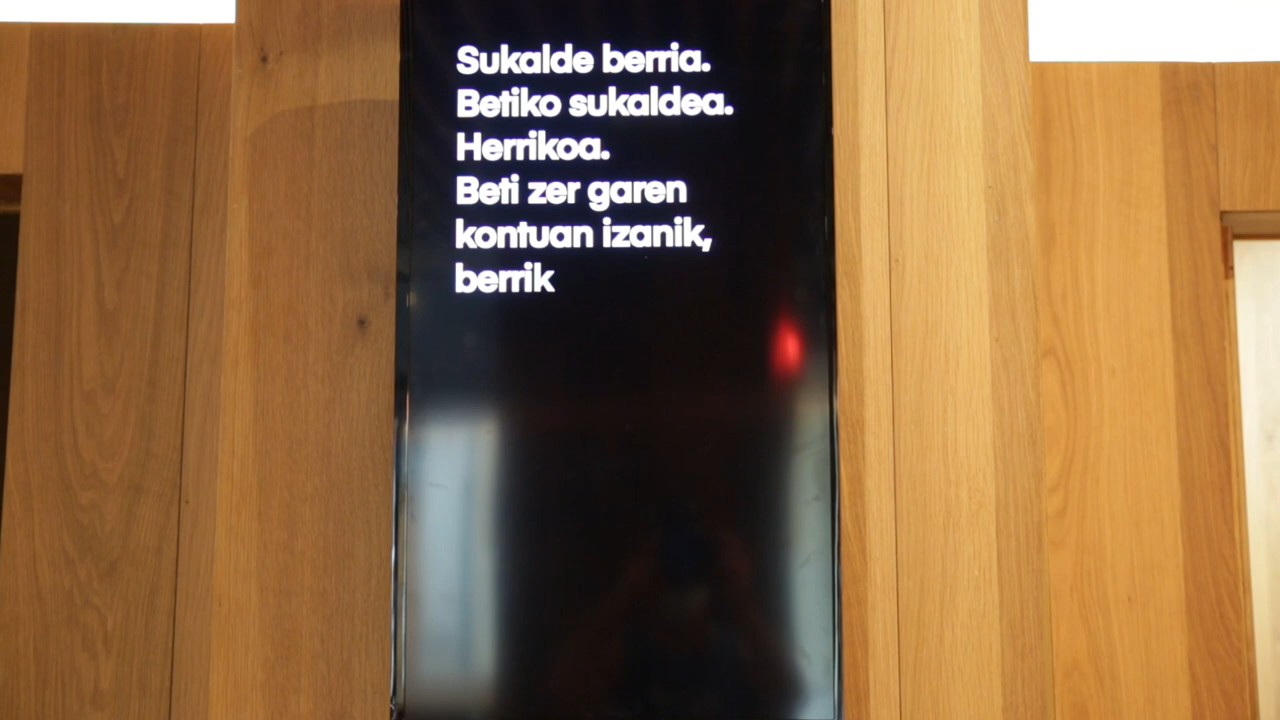 Sukalde berria.
Betiko sukaldea.
Herrikoa.
Beti zer garen
kontuan izanik,
berrik